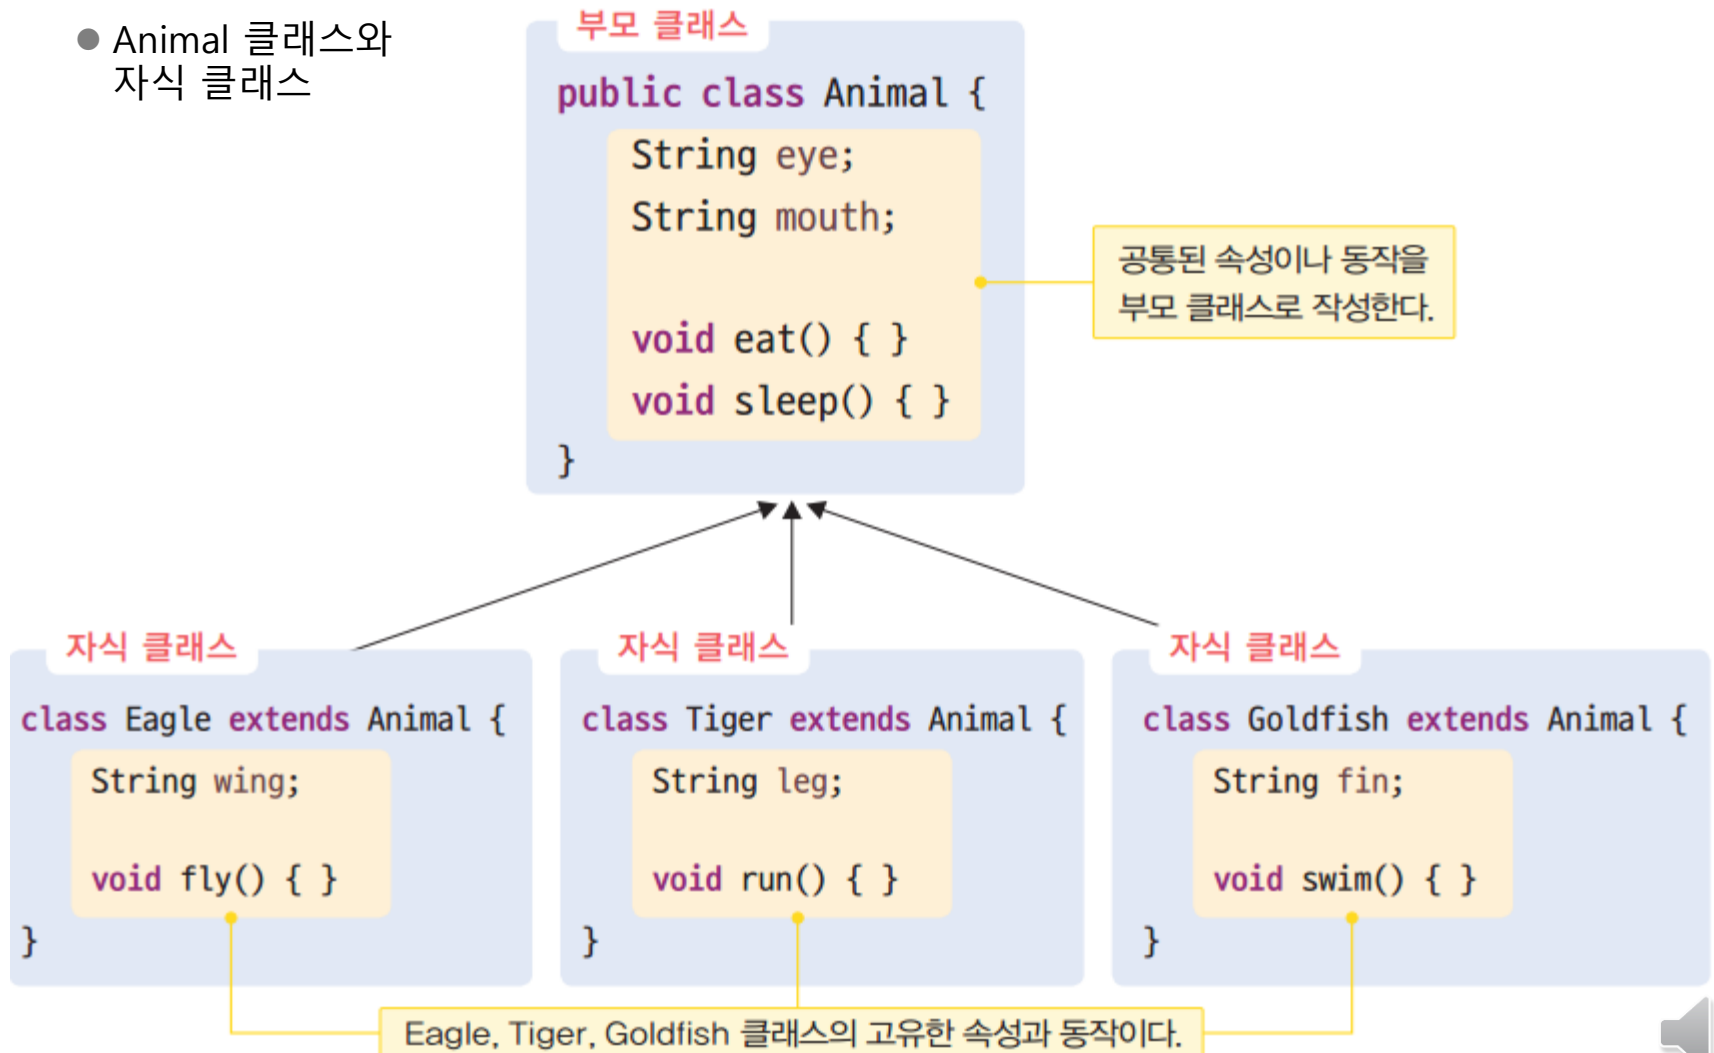 ● Animal 클래스와
자식 클래스
부모 클래스
public class Animal {
String eye;
String mouth;
void eat() { }
void sleep() { }
}
공통된 속성이나 동작을
부모 클래스로 작성한다.
자식 클래스
class Eagle extends Animal {
String wing;
void fly() { }
}
자식 클래스
class Tiger extends Animal {
String leg;
void run() { }
}
자식 클래스
class Goldfish extends Animal {
String fin;
void swim() { }
}
Eagle, Tiger, Goldfish 클래스의 고유한 속성과 동작이다.